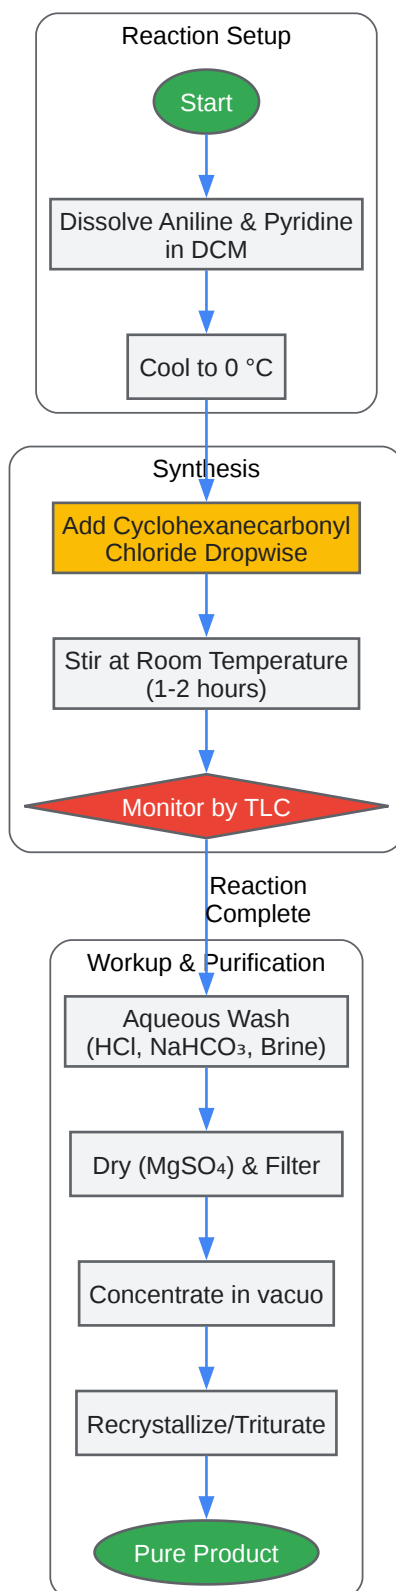 Reaction Setup
Start
Dissolve Aniline & Pyridine
in DCM
Cool to 0 °C
Synthesis
Add Cyclohexanecarbonyl
Chloride Dropwise
Stir at Room Temperature
(1-2 hours)
Monitor by TLC
Reaction
Complete
Workup & Purification
Aqueous Wash
(HCl, NaHCO₃, Brine)
Dry (MgSO₄) & Filter
Concentrate in vacuo
Recrystallize/Triturate
Pure Product